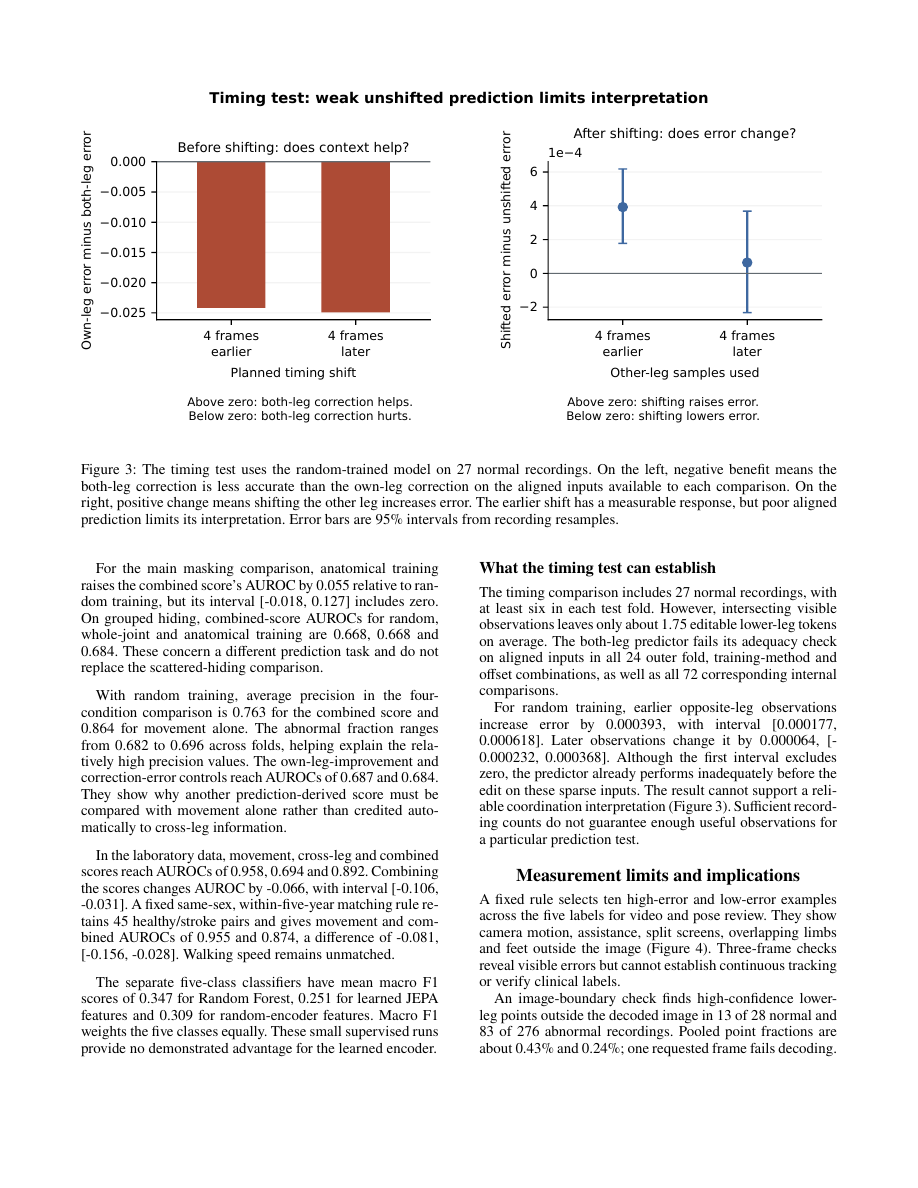 Timing test: weak unshifted prediction limits interpretation
Before shifting: does context help?
Own-leg error minus both-leg error
0.000
−0.005
−0.010
−0.015
−0.020
−0.025
4 frames
earlier
4 frames
later
Planned timing shift
Above zero: both-leg correction helps.
Below zero: both-leg correction hurts.
After shifting: does error change?
1e−4
Shifted error minus unshifted error
6
4
2
0
−2
4 frames
earlier
4 frames
later
Other-leg samples used
Above zero: shifting raises error.
Below zero: shifting lowers error.
Figure 3: The timing test uses the random-trained model on 27 normal recordings. On the left, negative benefit means the
both-leg correction is less accurate than the own-leg correction on the aligned inputs available to each comparison. On the
right, positive change means shifting the other leg increases error. The earlier shift has a measurable response, but poor aligned
prediction limits its interpretation. Error bars are 95% intervals from recording resamples.
For the main masking comparison, anatomical training
raises the combined score's AUROC by 0.055 relative to ran-
dom training, but its interval [-0.018, 0.127] includes zero.
On grouped hiding, combined-score AUROCs for random,
whole-joint and anatomical training are 0.668, 0.668 and
0.684. These concern a different prediction task and do not
replace the scattered-hiding comparison.
With random training, average precision in the four-
condition comparison is 0.763 for the combined score and
0.864 for movement alone. The abnormal fraction ranges
from 0.682 to 0.696 across folds, helping explain the rela-
tively high precision values. The own-leg-improvement and
correction-error controls reach AUROCs of 0.687 and 0.684.
They show why another prediction-derived score must be
compared with movement alone rather than credited auto-
matically to cross-leg information.
In the laboratory data, movement, cross-leg and combined
scores reach AUROCs of 0.958, 0.694 and 0.892. Combining
the scores changes AUROC by -0.066, with interval [-0.106,
-0.031]. A fixed same-sex, within-five-year matching rule re-
tains 45 healthy/stroke pairs and gives movement and com-
bined AUROCs of 0.955 and 0.874, a difference of -0.081,
[-0.156, -0.028]. Walking speed remains unmatched.
The separate five-class classifiers have mean macro F1
scores of 0.347 for Random Forest, 0.251 for learned JEPA
features and 0.309 for random-encoder features. Macro F1
weights the five classes equally. These small supervised runs
provide no demonstrated advantage for the learned encoder.
What the timing test can establish
The timing comparison includes 27 normal recordings, with
at least six in each test fold. However, intersecting visible
observations leaves only about 1.75 editable lower-leg tokens
on average. The both-leg predictor fails its adequacy check
on aligned inputs in all 24 outer fold, training-method and
offset combinations, as well as all 72 corresponding internal
comparisons.
For random training, earlier opposite-leg observations
increase error by 0.000393, with interval [0.000177,
0.000618]. Later observations change it by 0.000064, [-
0.000232, 0.000368]. Although the first interval excludes
zero, the predictor already performs inadequately before the
edit on these sparse inputs. The result cannot support a reli-
able coordination interpretation (Figure 3). Sufficient record-
ing counts do not guarantee enough useful observations for
a particular prediction test.
Measurement limits and implications
A fixed rule selects ten high-error and low-error examples
across the five labels for video and pose review. They show
camera motion, assistance, split screens, overlapping limbs
and feet outside the image (Figure 4). Three-frame checks
reveal visible errors but cannot establish continuous tracking
or verify clinical labels.
An image-boundary check finds high-confidence lower-
leg points outside the decoded image in 13 of 28 normal and
83 of 276 abnormal recordings. Pooled point fractions are
about 0.43% and 0.24%; one requested frame fails decoding.